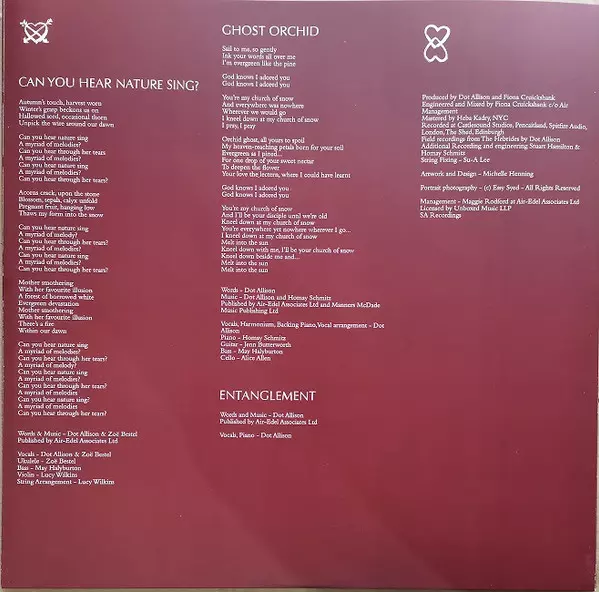 CAN YOU HEAR NATURE SING?
Autumn's touch, harvest worn
Winter's grasp beckons us on
Hallowed seed, occasional thorn
Unpick the wise around our dawn
Can you hear nature sing
A myriad of melodies?
Can you hear through her tears
A myriad of melodies?
Can you hear nature sing
A myriad of melodies?
Can you hear through her tears?
Acorns crack, upon the stone
Blossom, sepals, calyx unfold
Pregnant fruit, hanging low
Thaws my form into the snow
Can you hear nature sing
A myriad of melody?
Can you hear through her tears?
A myriad of melodies?
Can you hear nature sing
A myriad of melodies?
Can you hear through her tears?
Mother smothering
With her favourite illusion
A forest of borrowed white
Evergreen devastation
Mother smothering
With her favourite illusion
There's a fire
Within our dawn
Can you hear nature sing
A myriad of melodies?
Can you hear through her tears?
A myriad of melody?
Can you hear nature sing
A myriad of melodies?
Can you hear through her tears?
A myriad of melodies
Can you hear nature sing?
A myriad of melodies
Can you hear through her tears?
Words & Music - Dot Allison & Zoë Bestel
Published by Air-Edel Associates Ltd
Vocals - Dot Allison & Zoë Bestel
Ukulele - Zoë Bestel
Bass - May Halyburton
Violin - Lucy Wilkins
String Arrangement - Lucy Wilkins
GHOST ORCHID
Sail to me, so gently
Ink your words all over me
I'm evergreen like the pine
God knows I adored you
God knows I adored you
You're my church of snow
And everywhere was nowhere
Wherever we would go
I kneel down at my church of snow
I pray, I pray
Orchid ghost, all yours to spoil
My heaven-reaching petals born for your soil
Evergreen as I pined...
For one drop of your sweet nectar
To deepen the flower
Your love the lectern, where I could have learnt
God knows I adored you
God knows I adored you
You're my church of snow
And I'll be your disciple until we're old
Kneel down at my church of snow
You're everywhere yet nowhere wherever I go...
I kneel down at my church of snow
Melt into the sun
Kneel down with me, I'll be your church of snow
Kneel down beside me and...
Melt into the sun
Melt into the sun
Words - Dot Allison
Music - Dot Allison and Homay Schmitz
Published by Air-Edel Associates Ltd and Manners McDade
Music Publishing Ltd
Vocals, Harmonium, Backing Piano, Vocal arrangement - Dot
Allison
Piano - Homay Schmitz
Guitar - Jenn Butterworth
Bass - May Halyburton
Cello - Alice Allen
ENTANGLEMENT
Words and Music - Dot Allison
Published by Air-Edel Associates Ltd
Vocals, Piano - Dot Allison
Produced by Dot Allison and Fiona Cruickshank
Engineered and Mixed by Fiona Cruickshank c/o Air
Management
Mastered by Heba Kadry, NYC
Recorded at Castlesound Studios, Pencaitland, Spitfire Audio,
London, The Shed, Edinburgh
Field recordings from The Hebrides by Dot Allison
Additional Recording and engineering Stuart Hamilton &
Homay Schmitz
String Fixing - Su-A Lee
Artwork and Design - Michelle Henning
Portrait photography - (c) Essy Syed - All Rights Reserved
Management - Maggie Rodford at Air-Edel Associates Ltd
Licensed by Unbound Music LLP
SA Recordings